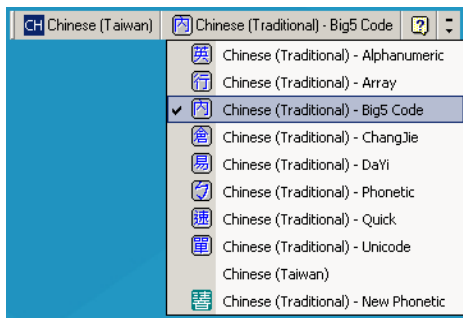 CH Chinese (Taiwan) 內 Chinese (Traditional) - Big5 Code
英 Chinese (Traditional) - Alphanumeric
行 Chinese (Traditional) - Array
內 Chinese (Traditional) - Big5 Code
倉 Chinese (Traditional) - ChangJie
易 Chinese (Traditional) - DaYi
ㄅ Chinese (Traditional) - Phonetic
速 Chinese (Traditional) - Quick
單 Chinese (Traditional) - Unicode
Chinese (Taiwan)
Chinese (Traditional) - New Phonetic